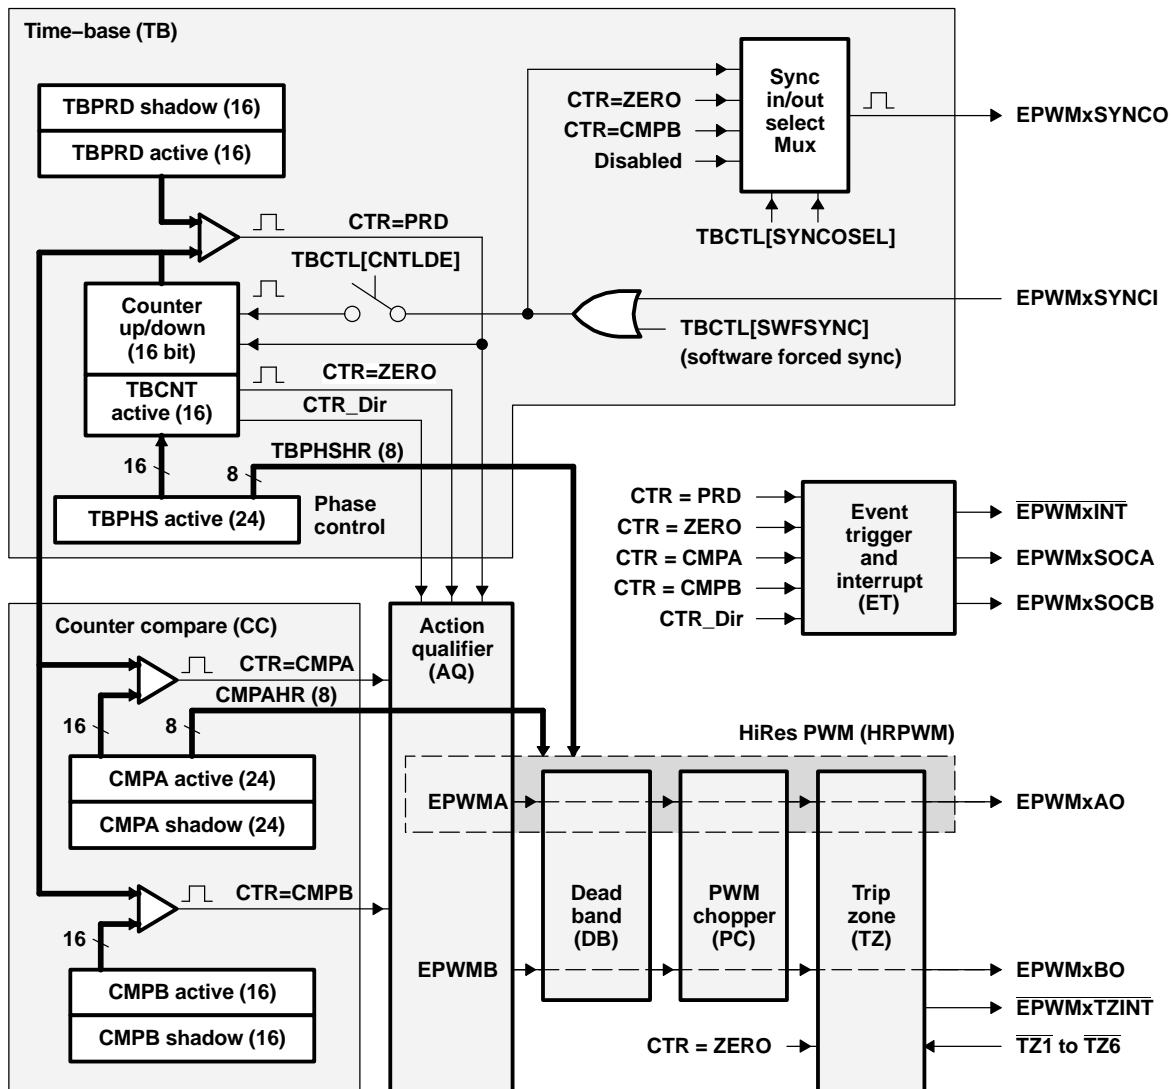 Time−base (TB)
TBPRD shadow (16)
TBPRD active (16)
CTR=PRD
TBCTL[CNTLDE]
Counter
up/down
(16 bit)
TBCNT
active (16)
CTR=ZERO
CTR_Dir
16
8
TBPHSHR (8)
TBPHS active (24)
Phase
control
CTR=ZERO
CTR=CMPB
Disabled
Sync
in/out
select
Mux
TBCTL[SYNCOSEL]
EPWMxSYNCO
EPWMxSYNCI
TBCTL[SWFSYNC]
(software forced sync)
CTR = PRD
CTR = ZERO
CTR = CMPA
CTR = CMPB
CTR_Dir
Event
trigger
and
interrupt
(ET)
EPWMxINT
EPWMxSOCA
EPWMxSOCB
Counter compare (CC)
CTR=CMPA
16
8
CMPAHR (8)
CMPA active (24)
CMPA shadow (24)
CTR=CMPB
16
CMPB active (16)
CMPB shadow (16)
Action
qualifier
(AQ)
EPWMA
EPWMB
HiRes PWM (HRPWM)
Dead
band
(DB)
PWM
chopper
(PC)
Trip
zone
(TZ)
CTR = ZERO
EPWMxAO
EPWMxBO
EPWMxTZINT
TZ1 to TZ6